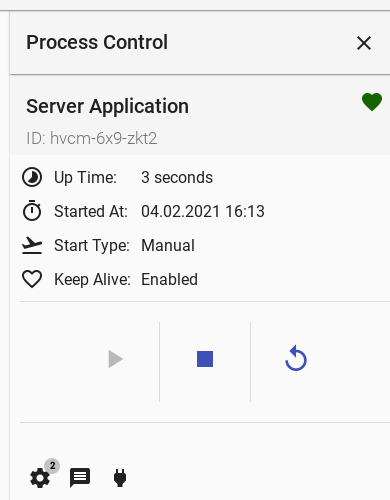 Process Control
Server Application
ID: hvcm-6x9-zkt2
Up Time: 3 seconds
Started At: 04.02.2021 16:13
Start Type: Manual
Keep Alive: Enabled
2